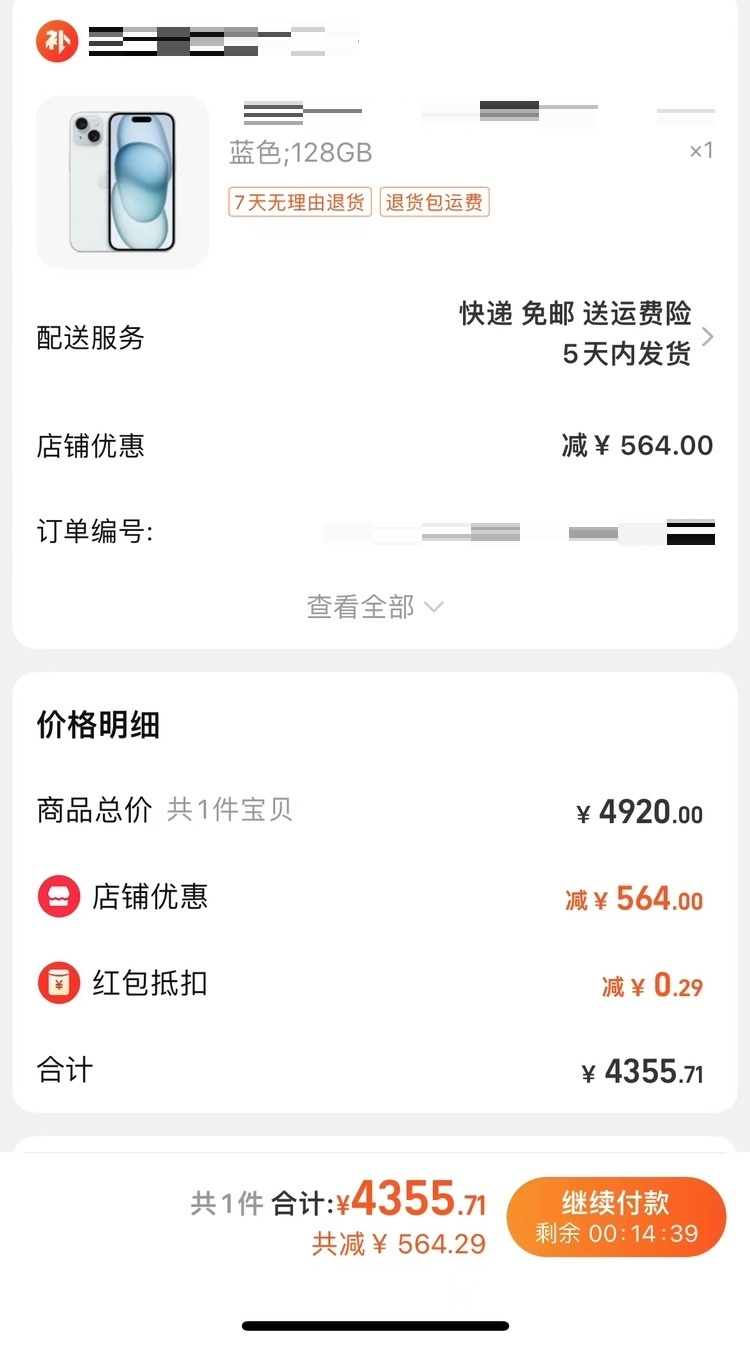 补
蓝色;128GB ×1
7天无理由退货 退货包运费
配送服务
快递 免邮 送运费险
5天内发货
店铺优惠 减￥564.00
订单编号:
查看全部
价格明细
商品总价 共1件宝贝 ￥4920.00
店铺优惠 减￥564.00
红包抵扣 减￥0.29
合计 ￥4355.71
共1件 合计:¥4355.71
共减￥564.29
继续付款
剩余 00:14:39